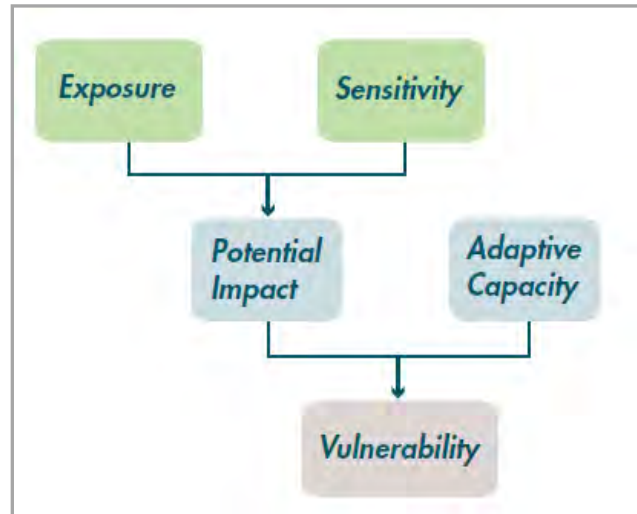 Exposure
Sensitivity
Potential
Impact
Adaptive
Capacity
Vulnerability